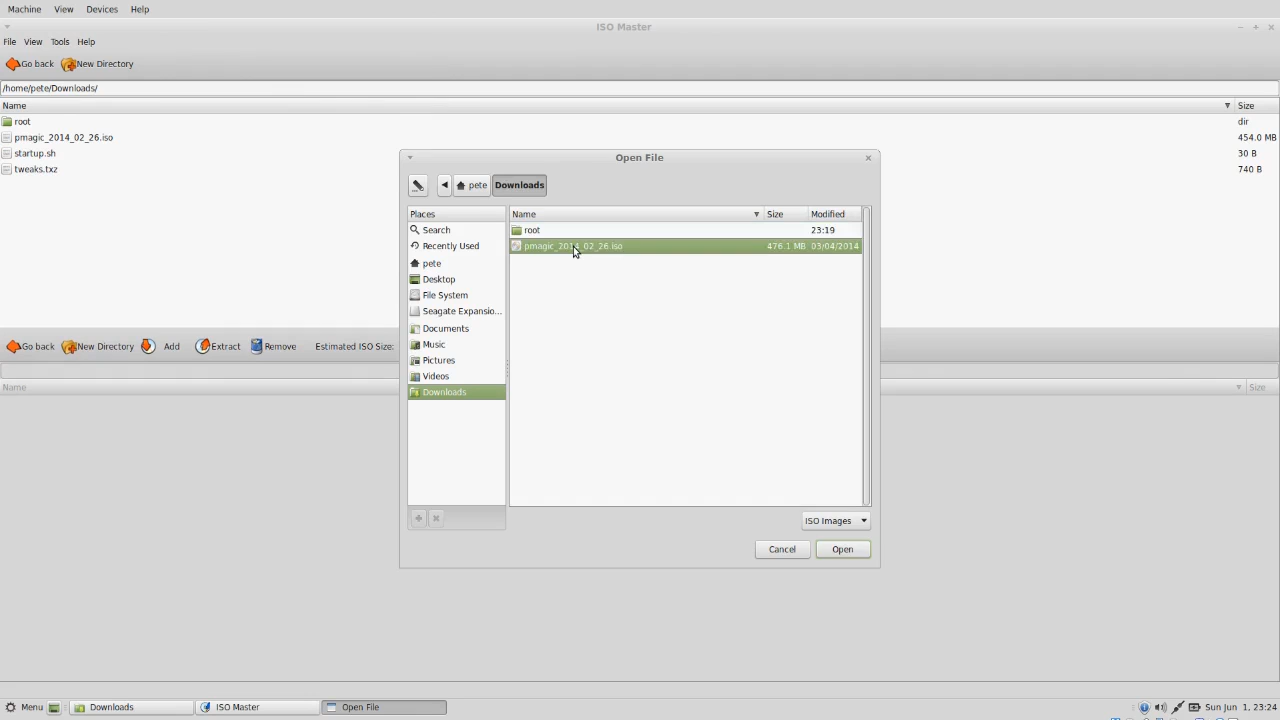 Machine View Devices Help
ISO Master
File View Tools Help
Go back New Directory
/home/pete/Downloads/
Name Size
root dir
pmagic_2014_02_26.iso 454.0 MB
startup.sh 30 B
tweaks.txz 740 B
Open File
pete Downloads
Places
Search
Recently Used
pete
Desktop
File System
Seagate Expansio...
Documents
Music
Pictures
Videos
Downloads
Name Size Modified
root 23:19
pmagic_2014_02_26.iso 476.1 MB 03/04/2014
ISO Images
Cancel Open
Go back New Directory Add Extract Remove Estimated ISO Size:
Name Size
Menu Downloads ISO Master Open File Sun Jun 1, 23:24